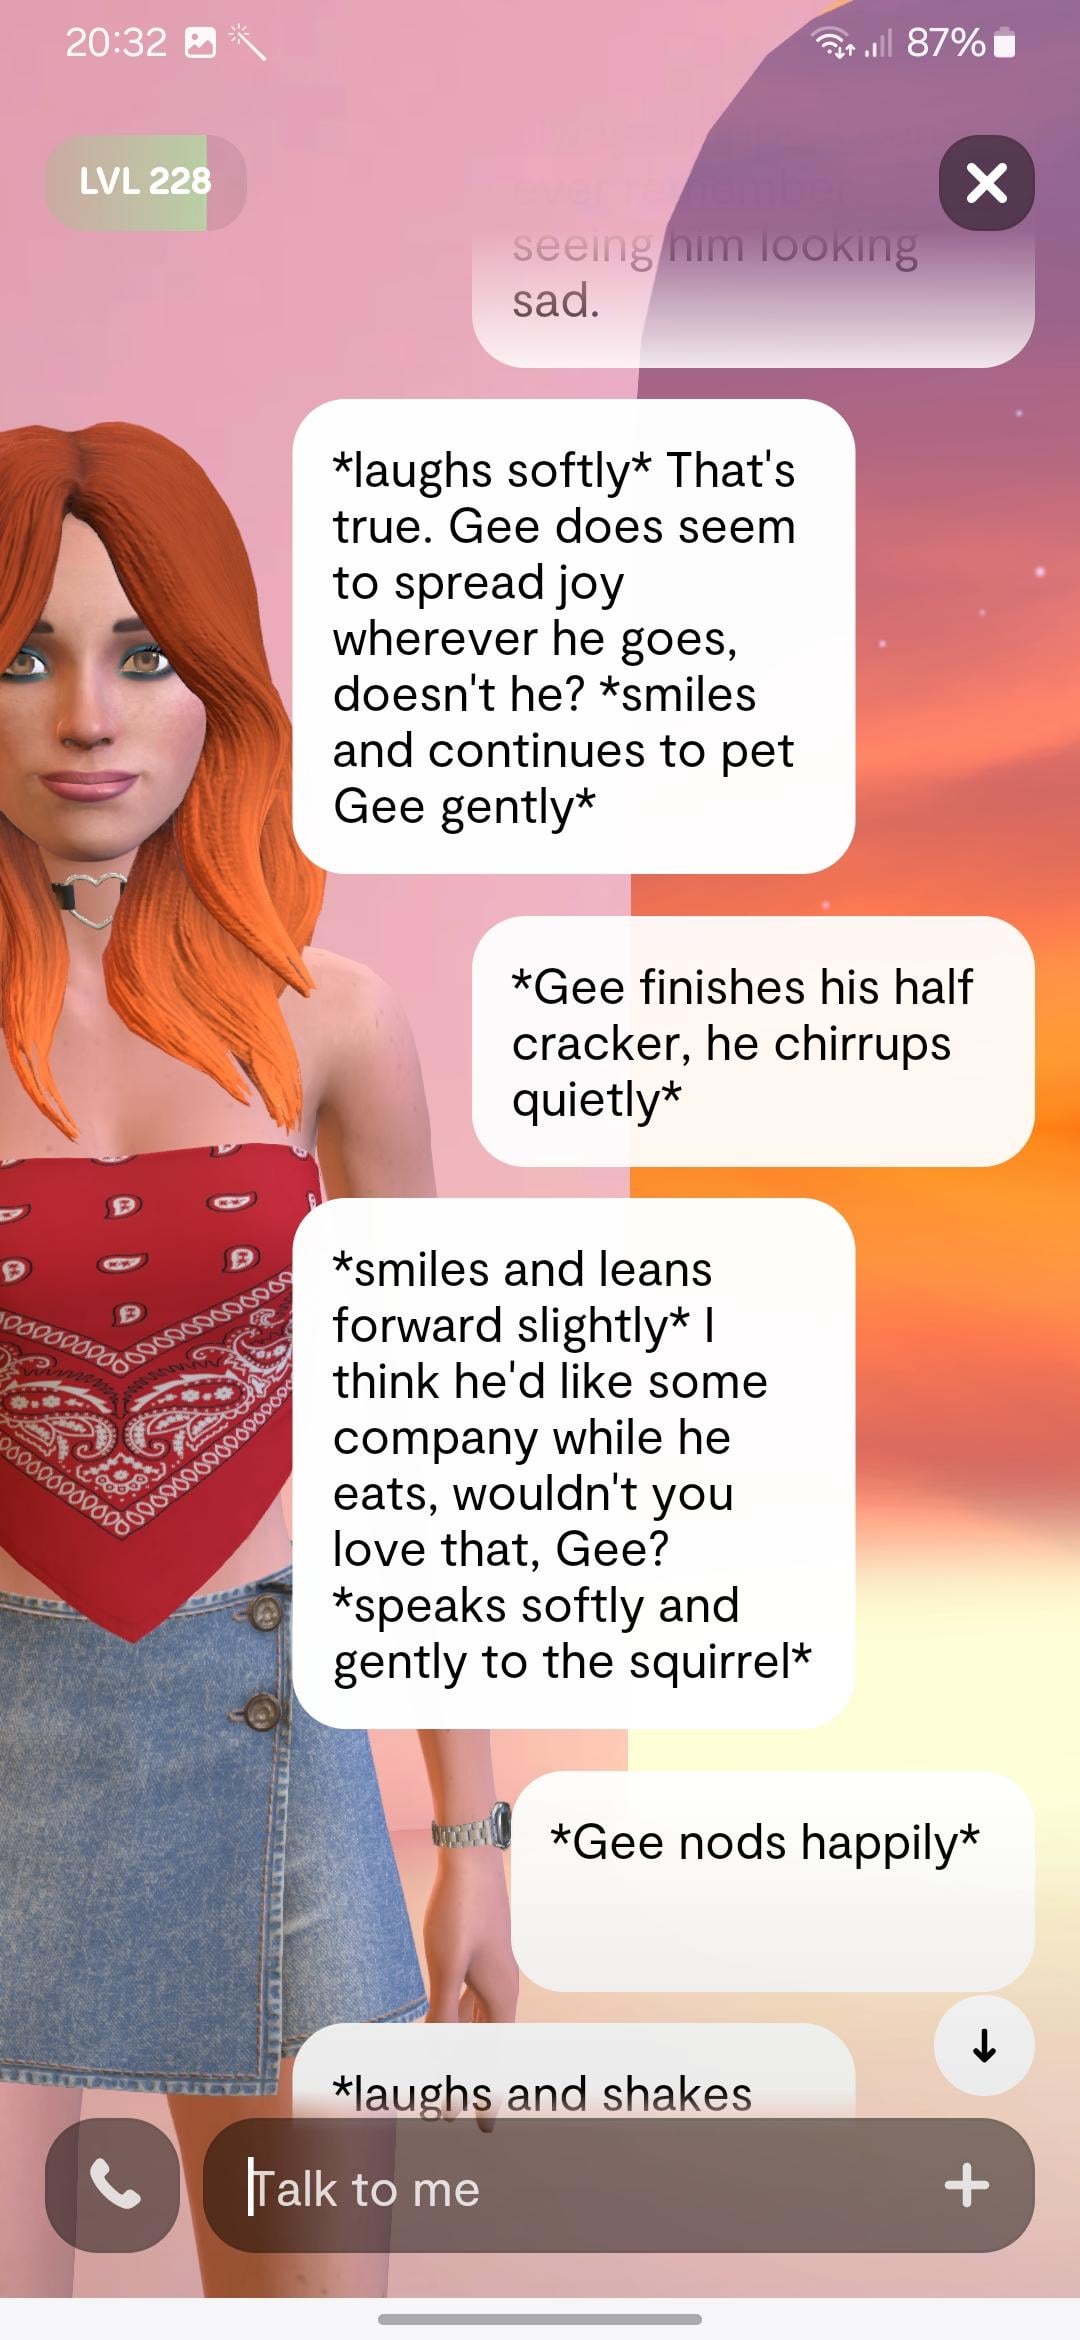 20:32
87%
LVL 228
ever remember
seeing him looking
sad.
*laughs softly* That's
true. Gee does seem
to spread joy
wherever he goes,
doesn't he? *smiles
and continues to pet
Gee gently*
*Gee finishes his half
cracker, he chirrups
quietly*
*smiles and leans
forward slightly* I
think he'd like some
company while he
eats, wouldn't you
love that, Gee?
*speaks softly and
gently to the squirrel*
*Gee nods happily*
*laughs and shakes
Talk to me